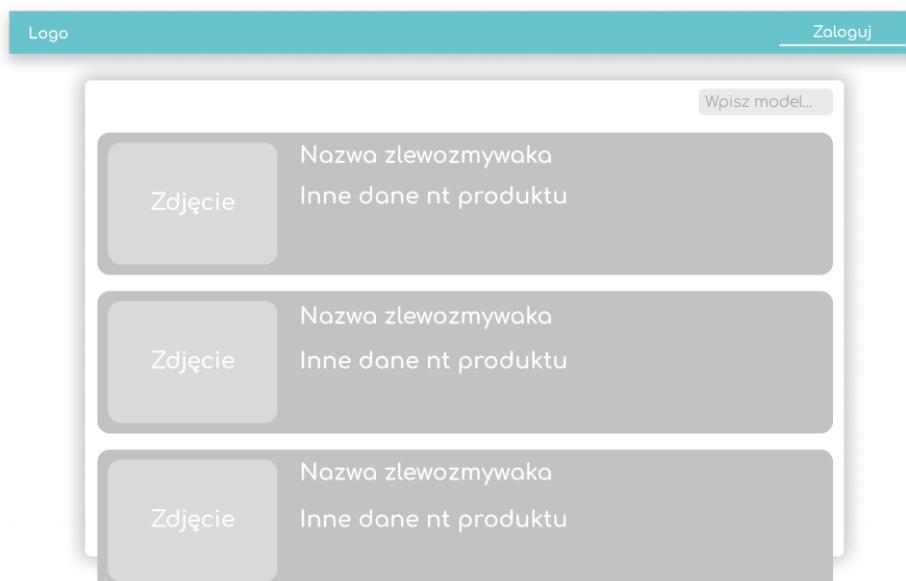 Logo
Zaloguj
Wpisz model...
Nazwa zlewozmywaka
Zdjęcie
Inne dane nt produktu
Nazwa zlewozmywaka
Zdjęcie
Inne dane nt produktu
Nazwa zlewozmywaka
Zdjęcie
Inne dane nt produktu